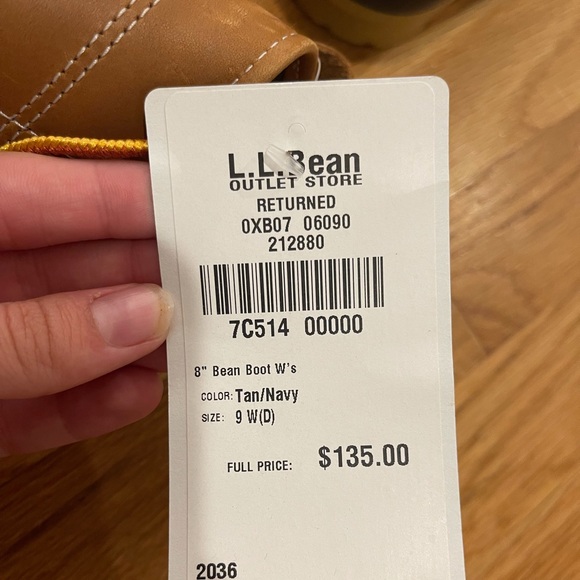 L.L.Bean
OUTLET STORE
RETURNED
0XB07 06090
212880
7C514 00000
8" Bean Boot W's
COLOR: Tan/Navy
SIZE: 9 W(D)
FULL PRICE: $135.00
2036